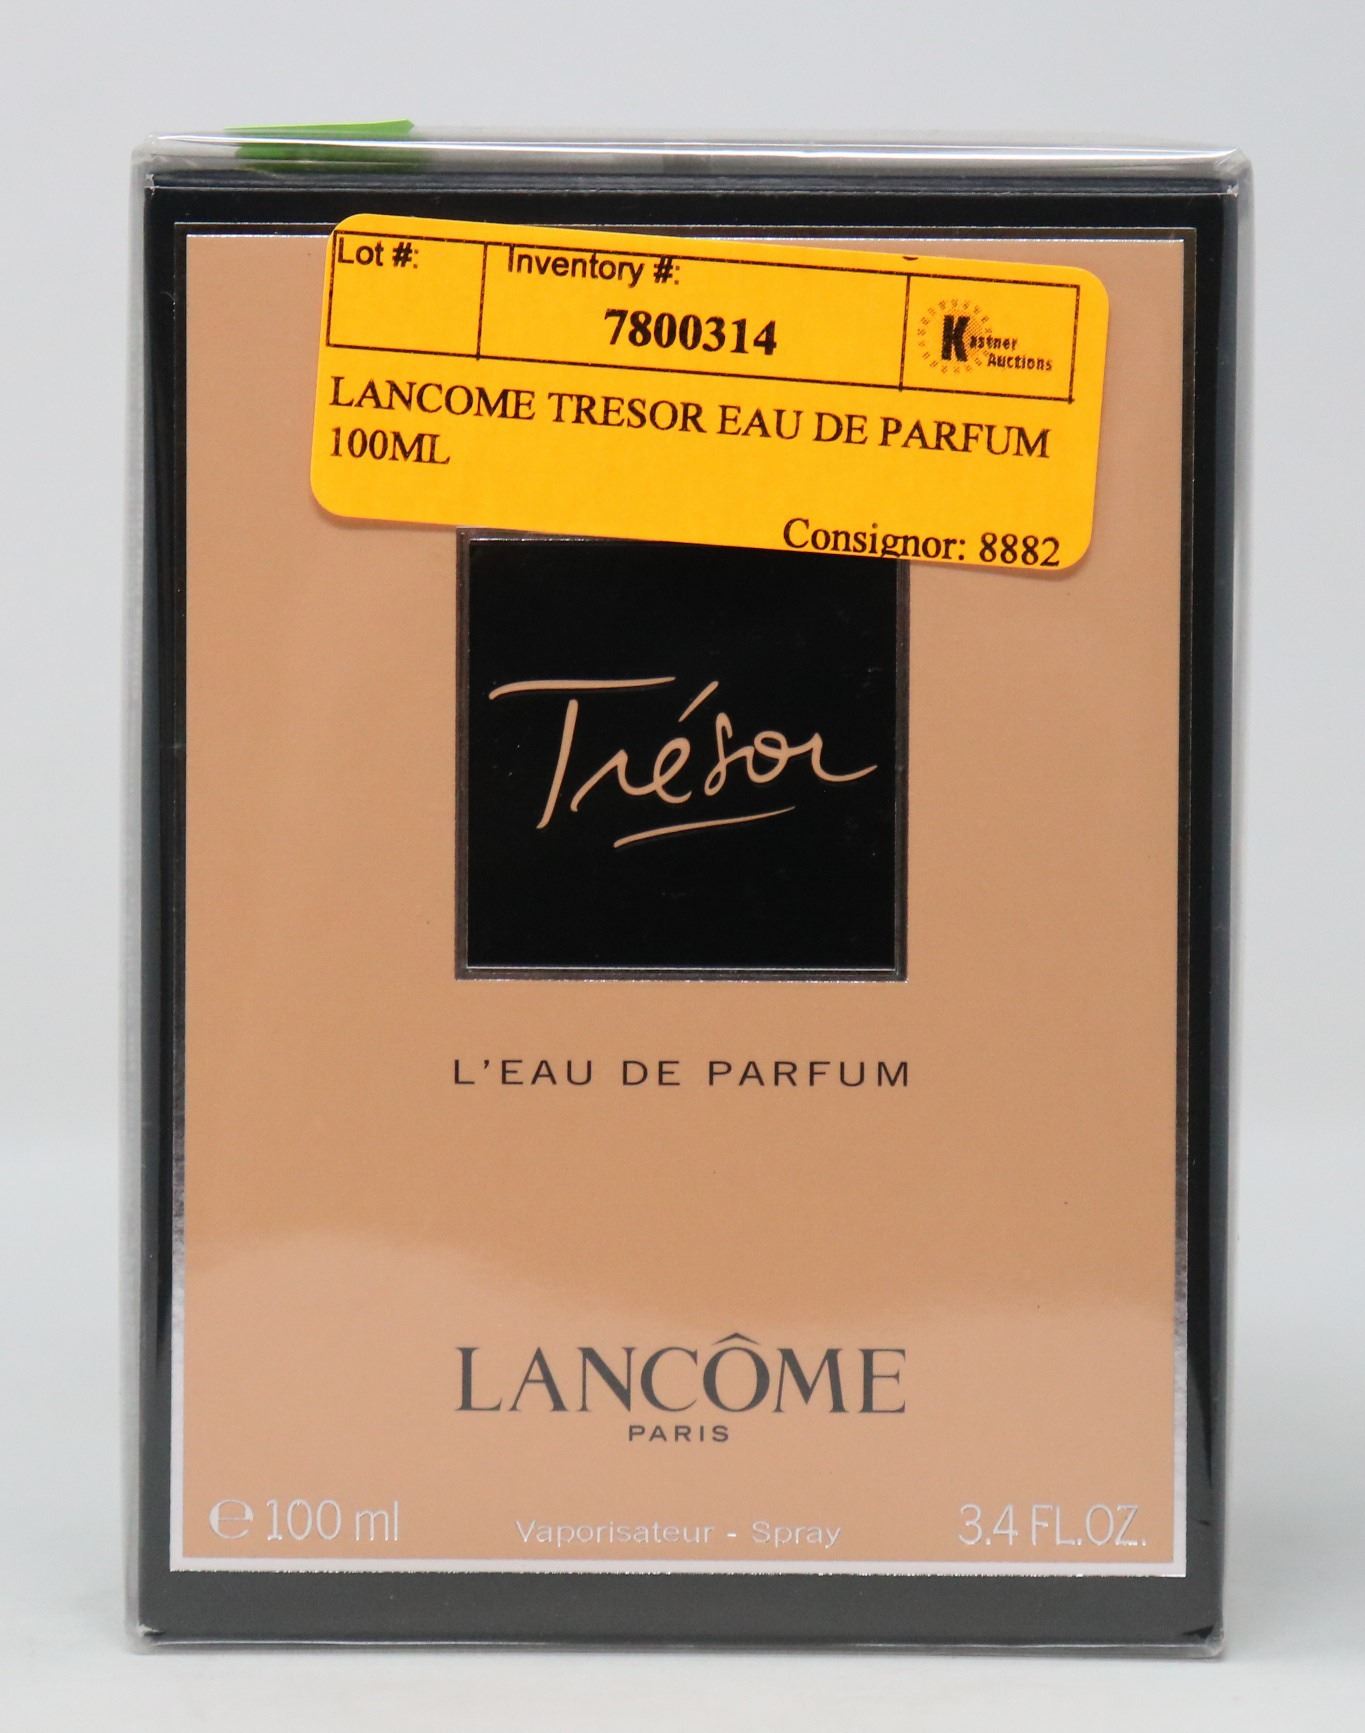 Lot #:
Inventory #:
7800314
Kastner
Auctions
LANCOME TRESOR EAU DE PARFUM
100ML
Consignor: 8882
Trésor
L'EAU DE PARFUM
LANCÔME
PARIS
℮ 100 ml
Vaporisateur - Spray
3.4 FL.OZ.